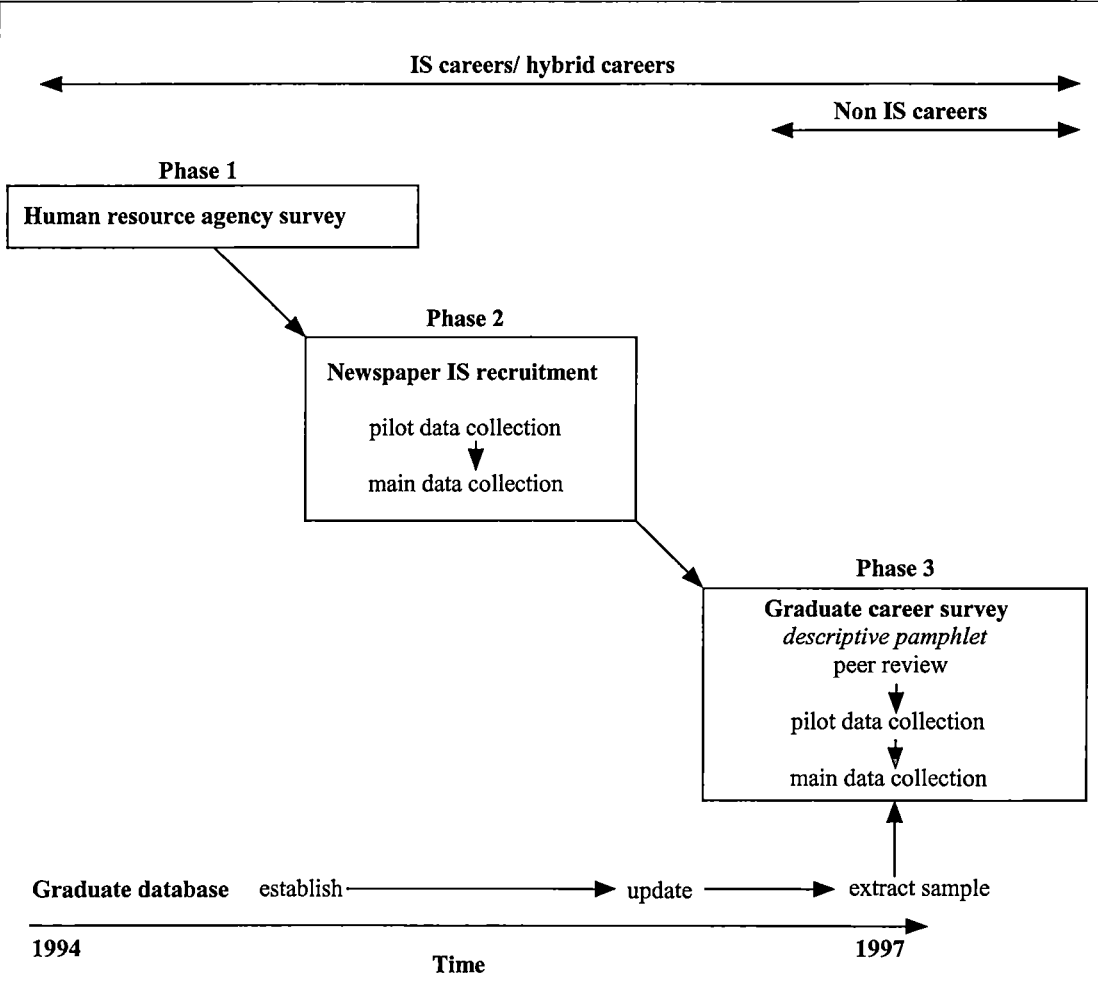 IS careers/ hybrid careers
Non IS careers
Phase 1
Human resource agency survey
Phase 2
Newspaper IS recruitment
pilot data collection
main data collection
Phase 3
Graduate career survey
descriptive pamphlet
peer review
pilot data collection
main data collection
Graduate database establish update extract sample
1994 1997
Time